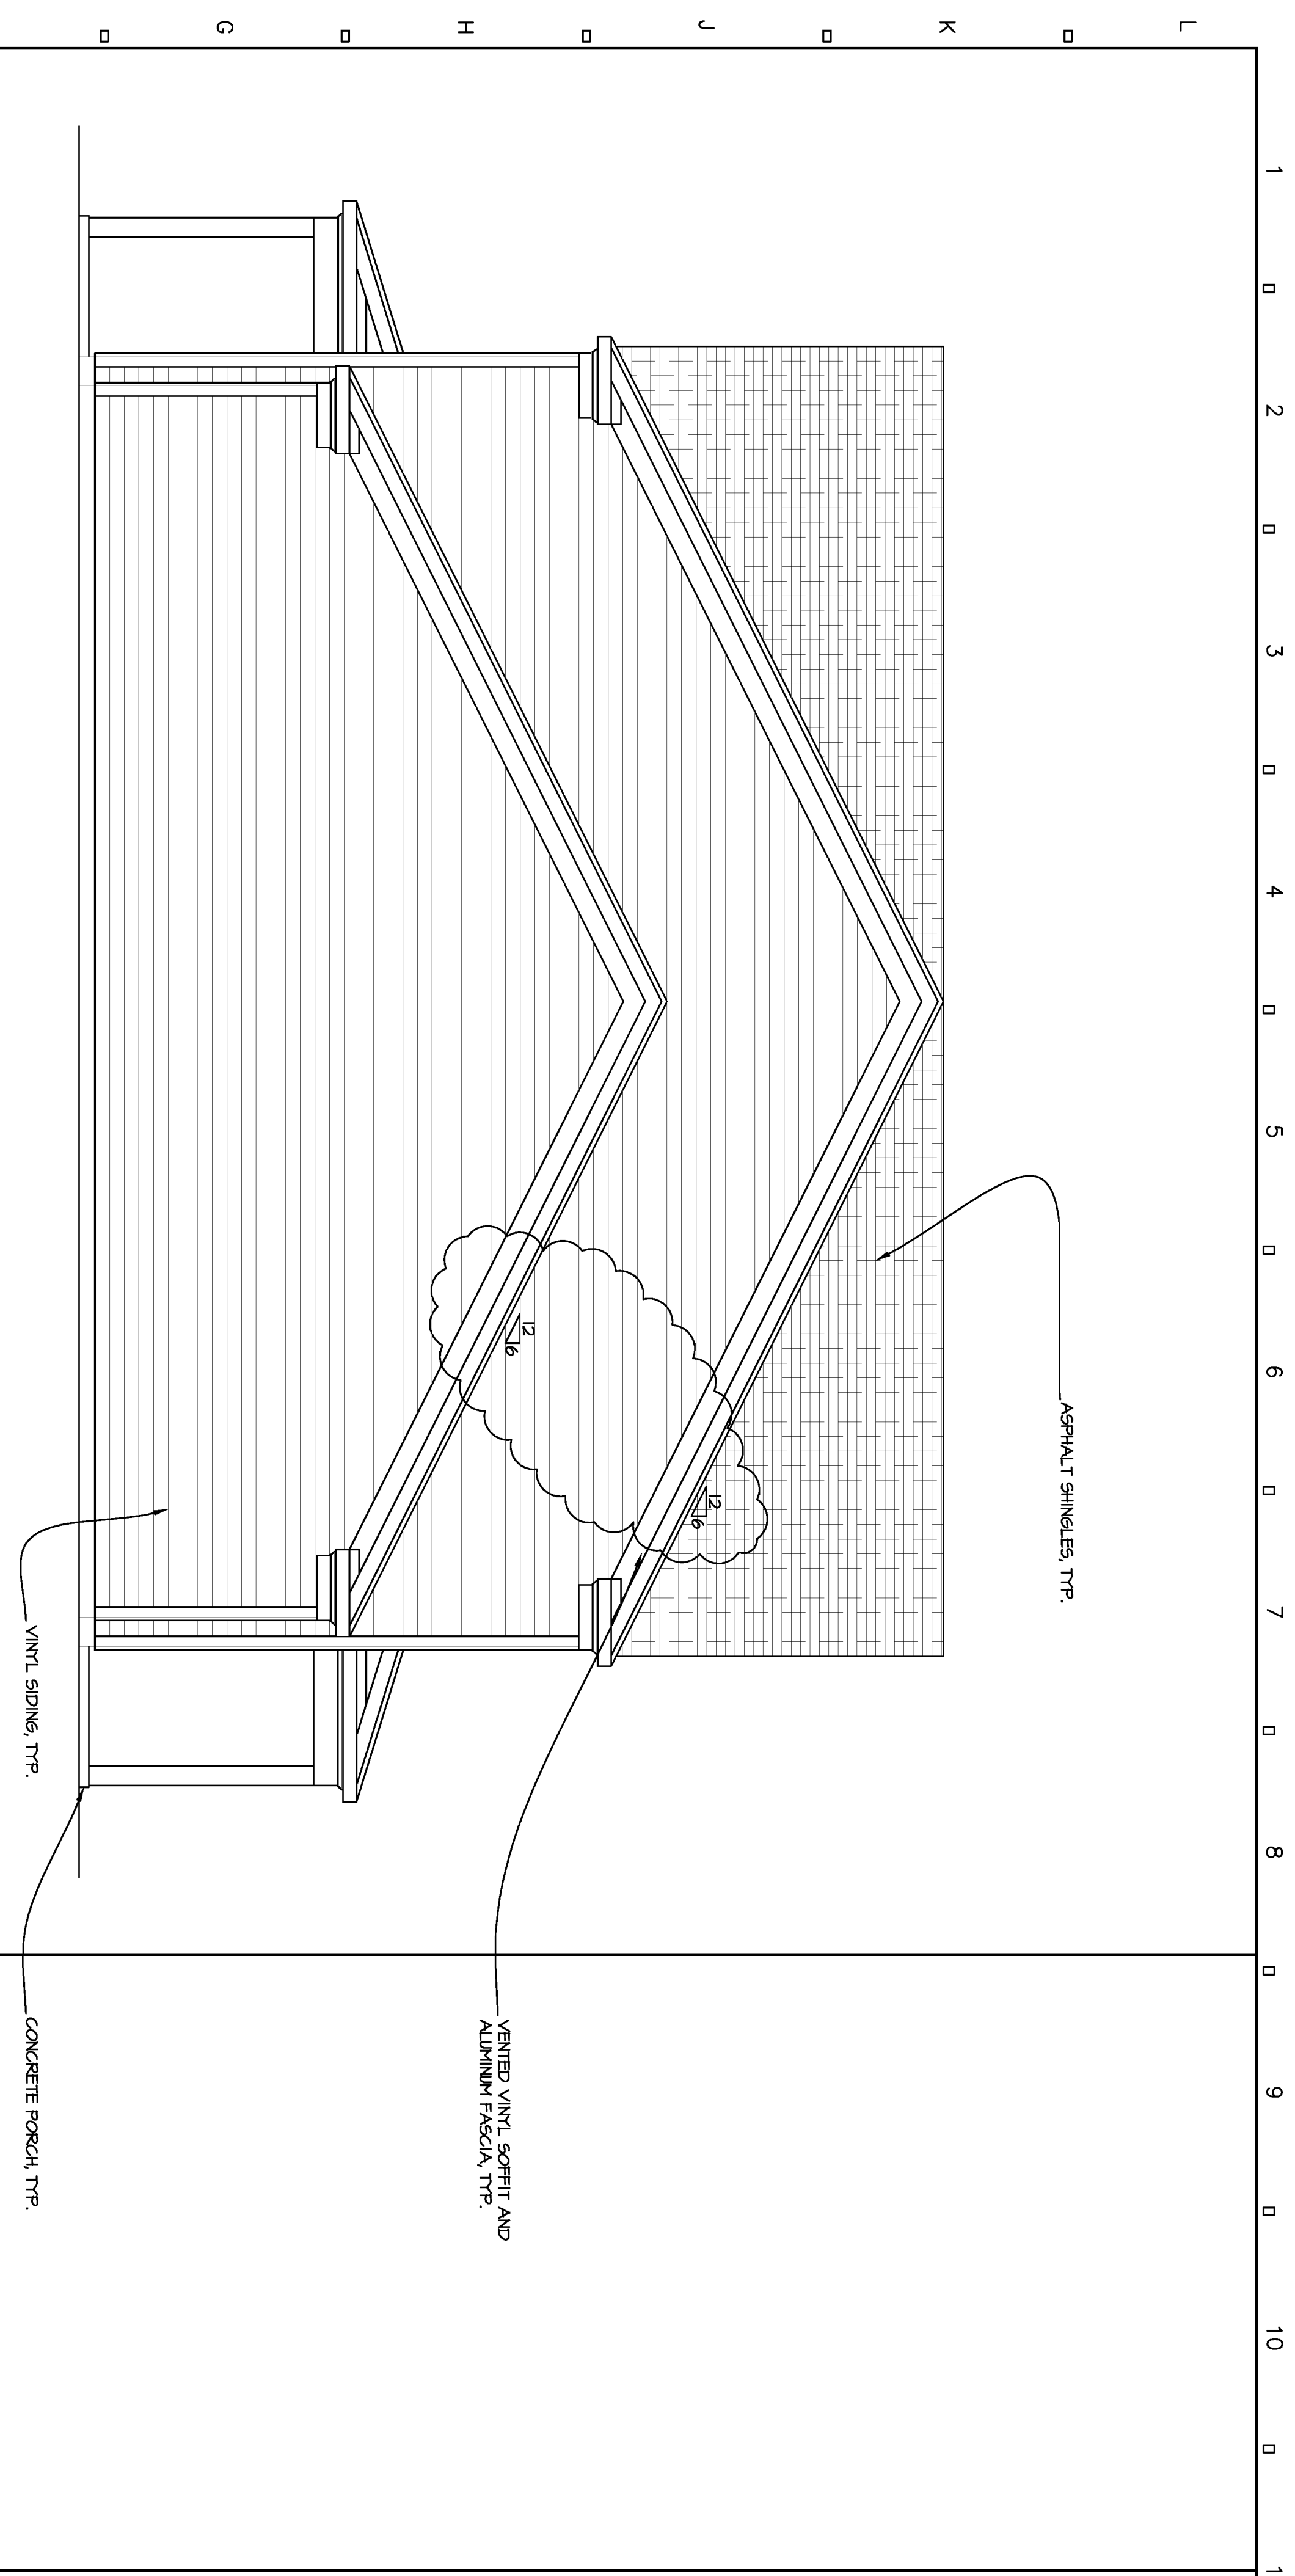 1
2
3
4
5
6
7
8
9
10
L
K
J
H
G
ASPHALT SHINGLES, TYP.
12
6
12
6
VENTED VINYL SOFFIT AND
ALUMINUM FASCIA, TYP.
VINYL SIDING, TYP.
CONCRETE PORCH, TYP.